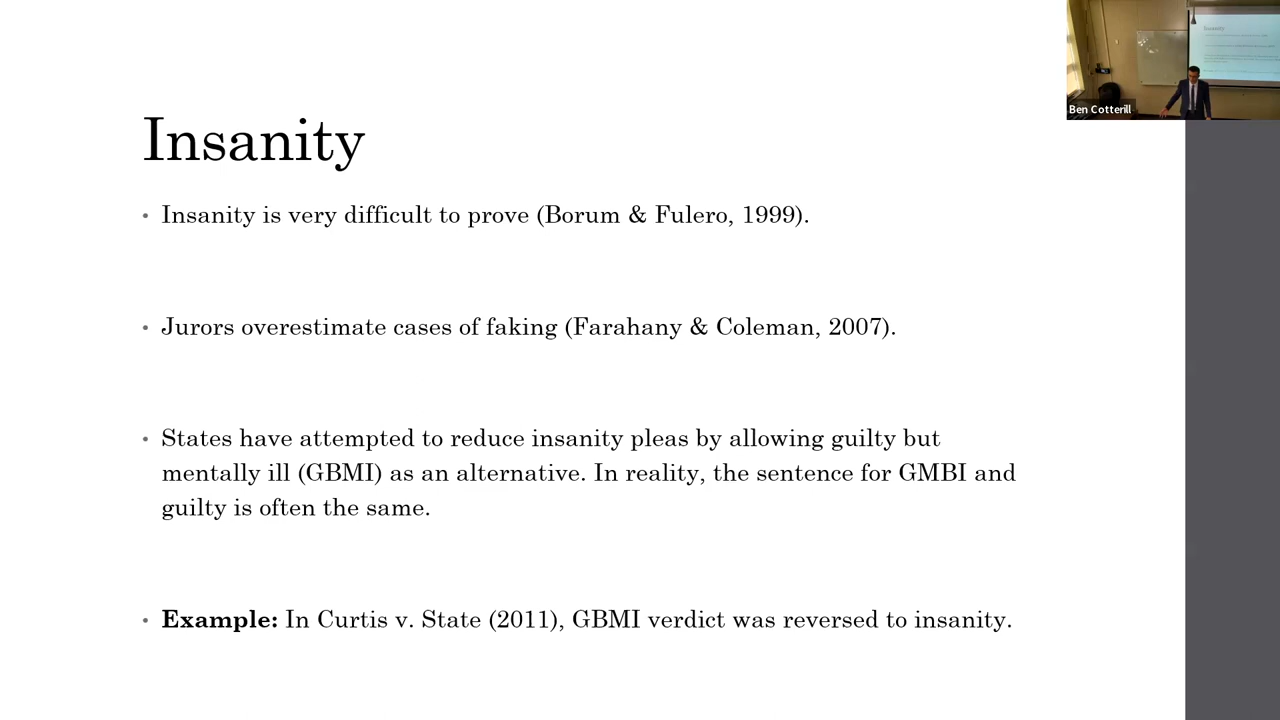 Ben Cotterill
Insanity
• Insanity is very difficult to prove (Borum & Fulero, 1999).
• Jurors overestimate cases of faking (Farahany & Coleman, 2007).
• States have attempted to reduce insanity pleas by allowing guilty but
mentally ill (GBMI) as an alternative. In reality, the sentence for GMBI and
guilty is often the same.
• Example: In Curtis v. State (2011), GBMI verdict was reversed to insanity.